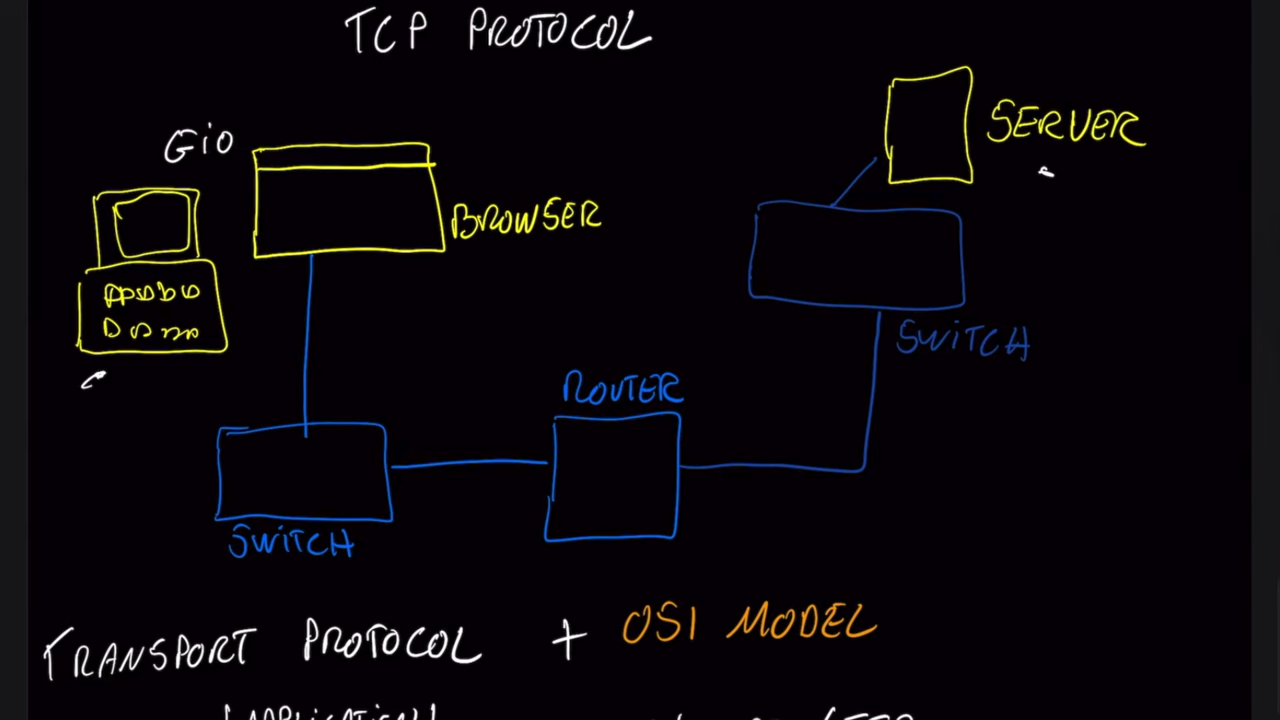 TCP PROTOCOL
GiO
SERVER
BROWSER
SWiTCH
ROUTER
SWiTCH
TRANSPORT PROTOCOL + OSI MODEL